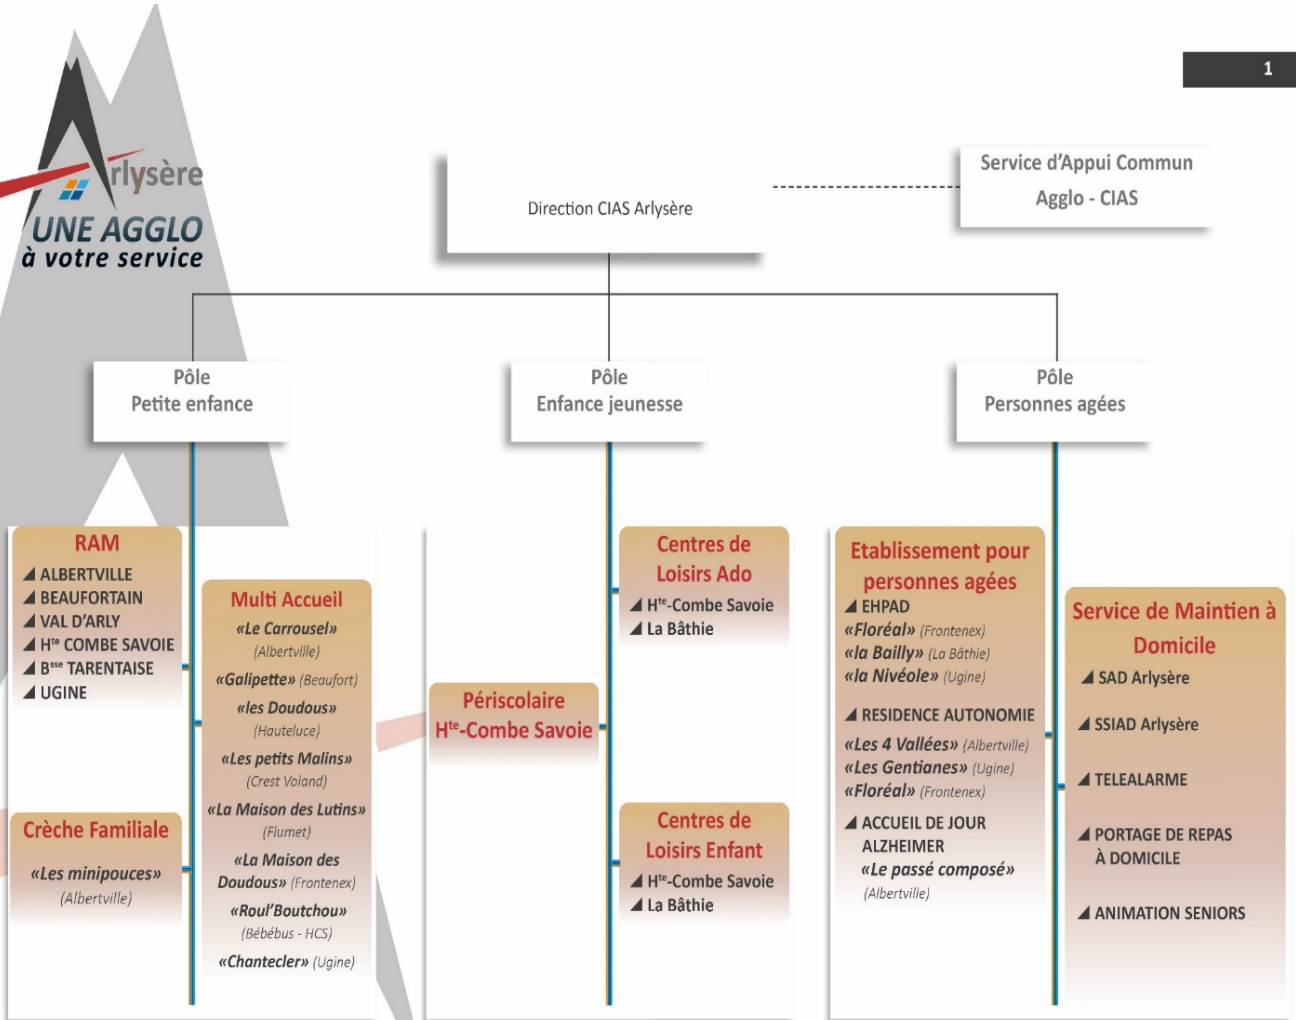 1
Arlysère
UNE AGGLO
à votre service
Service d'Appui Commun
Agglo - CIAS
Direction CIAS Arlysère
Pôle
Petite enfance
Pôle
Enfance jeunesse
Pôle
Personnes agées
RAM
ALBERTVILLE
BEAUFORTAIN
VAL D'ARLY
Hte COMBE SAVOIE
Bsse TARENTAISE
UGINE
Crèche Familiale
«Les minipouces»
(Albertville)
Multi Accueil
«Le Carrousel»
(Albertville)
«Galipette» (Beaufort)
«les Doudous»
(Hauteluce)
«Les petits Malins»
(Crest Voland)
«La Maison des Lutins»
(Flumet)
«La Maison des
Doudous» (Frontenex)
«Roul'Boutchou»
(Bébébus - HCS)
«Chantecler» (Ugine)
Périscolaire
Hte-Combe Savoie
Centres de
Loisirs Ado
Hte-Combe Savoie
La Bâthie
Centres de
Loisirs Enfant
Hte-Combe Savoie
La Bâthie
Etablissement pour
personnes agées
EHPAD
«Floréal» (Frontenex)
«la Bailly» (La Bâthie)
«la Nivéole» (Ugine)
RESIDENCE AUTONOMIE
«Les 4 Vallées» (Albertville)
«Les Gentianes» (Ugine)
«Floréal» (Frontenex)
ACCUEIL DE JOUR
ALZHEIMER
«Le passé composé»
(Albertville)
Service de Maintien à
Domicile
SAD Arlysère
SSIAD Arlysère
TELEALARME
PORTAGE DE REPAS
À DOMICILE
ANIMATION SENIORS